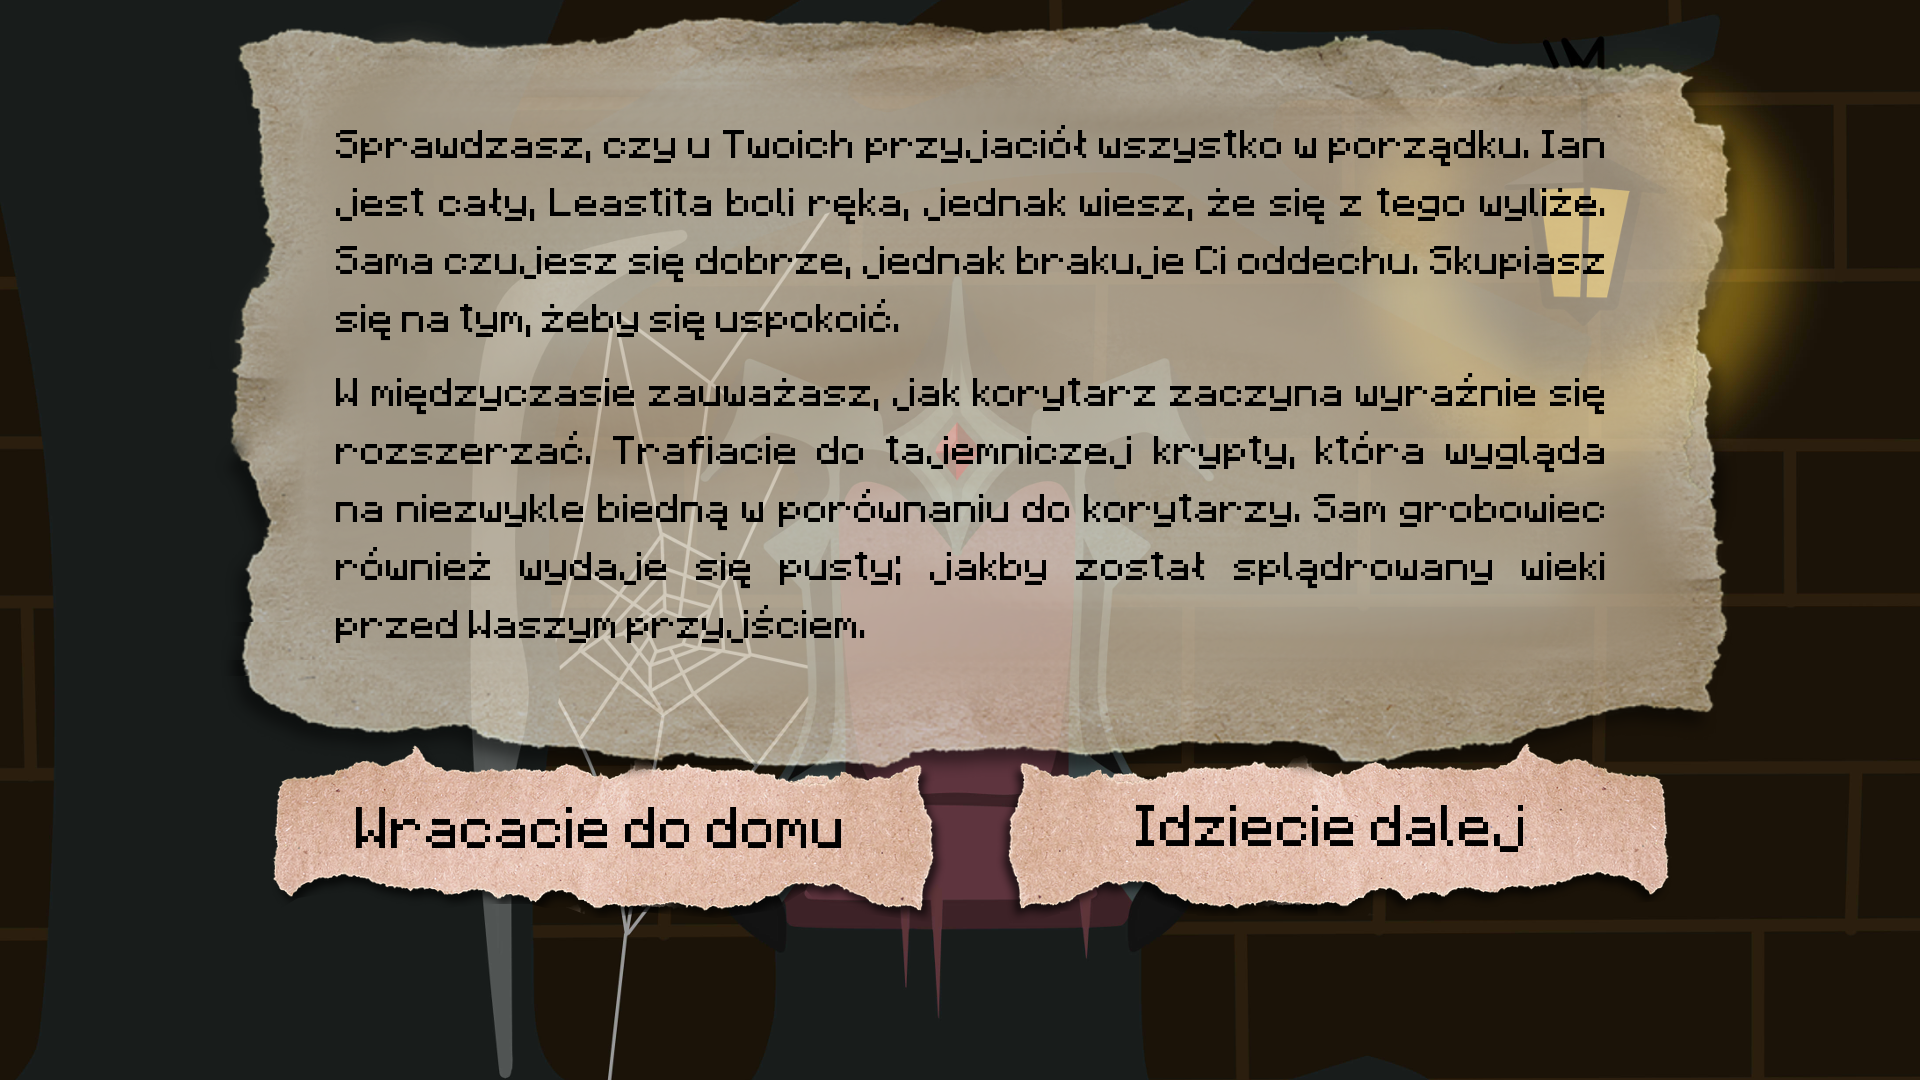 Sprawdzasz, czy u Twoich przyjaciół wszystko w porządku. Ian
jest cały, Leastita boli ręka, jednak wiesz, że się z tego wyliże.
Sama czujesz się dobrze, jednak brakuje Ci oddechu. Skupiasz
się na tym, żeby się uspokoić.
W międzyczasie zauważasz, jak korytarz zaczyna wyraźnie się
rozszerzać. Trafiacie do tajemniczej krypty, która wygląda
na niezwykle biedną w porównaniu do korytarzy. Sam grobowiec
również wydaje się pusty; jakby został splądrowany wieki
przed Waszym przyjściem.
Wracacie do domu
Idziecie dalej